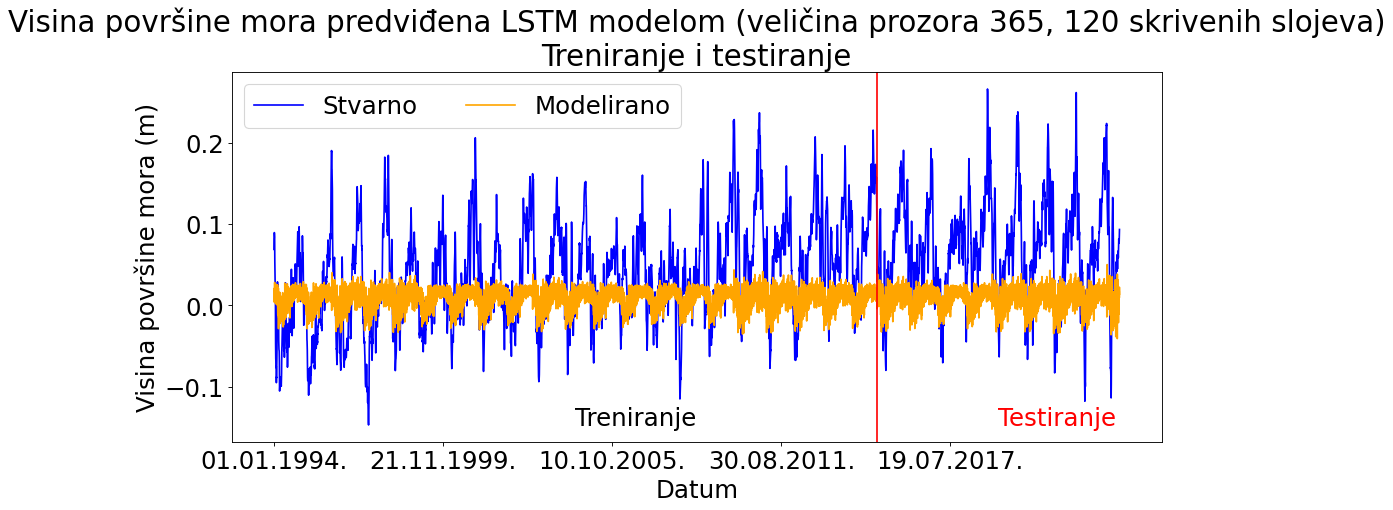 Visina površine mora predviđena LSTM modelom (veličina prozora 365, 120 skrivenih slojeva)
Treniranje i testiranje
Stvarno
Modelirano
Visina površine mora (m)
0.2
0.1
0.0
−0.1
Treniranje
Testiranje
01.01.1994.
21.11.1999.
10.10.2005.
30.08.2011.
19.07.2017.
Datum